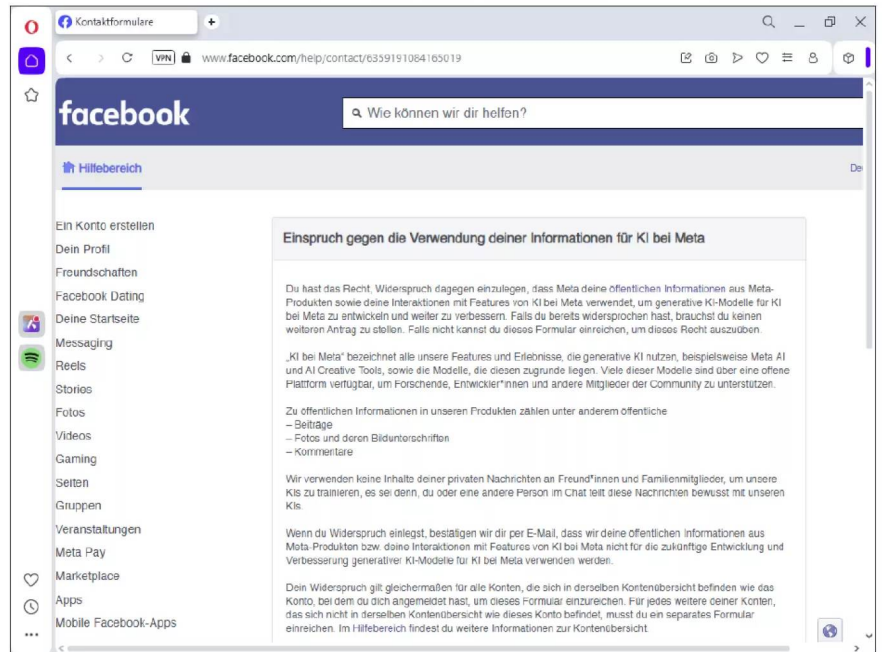 Kontaktformulare
VPN
www.facebook.com/help/contact/6359191084165019
facebook
Wie können wir dir helfen?
Hilfebereich
De
Ein Konto erstellen
Dein Profil
Freundschaften
Facebook Dating
Deine Startseite
Messaging
Reels
Stories
Fotos
Videos
Gaming
Seiten
Gruppen
Veranstaltungen
Meta Pay
Marketplace
Apps
Mobile Facebook-Apps
Einspruch gegen die Verwendung deiner Informationen für KI bei Meta
Du hast das Recht, Widerspruch dagegen einzulegen, dass Meta deine öffentlichen Informationen aus Meta-
Produkten sowie deine Interaktionen mit Features von KI bei Meta verwendet, um generative KI-Modelle für KI
bei Meta zu entwickeln und weiter zu verbessern. Falls du bereits widersprochen hast, brauchst du keinen
weiteren Antrag zu stellen. Falls nicht kannst du dieses Formular einreichen, um dieses Recht auszuüben.
„KI bei Meta“ bezeichnet alle unsere Features und Erlebnisse, die generative KI nutzen, beispielsweise Meta AI
und AI Creative Tools, sowie die Modelle, die diesen zugrunde liegen. Viele dieser Modelle sind über eine offene
Plattform verfügbar, um Forschende, Entwickler*innen und andere Mitglieder der Community zu unterstützen.
Zu öffentlichen Informationen in unseren Produkten zählen unter anderem öffentliche
– Beiträge
– Fotos und deren Bildunterschriften
– Kommentare
Wir verwenden keine Inhalte deiner privaten Nachrichten an Freund*innen und Familienmitglieder, um unsere
KIs zu trainieren, es sei denn, du oder eine andere Person im Chat teilt diese Nachrichten bewusst mit unseren
KIs.
Wenn du Widerspruch einlegst, bestätigen wir dir per E-Mail, dass wir deine öffentlichen Informationen aus
Meta-Produkten bzw. deine Interaktionen mit Features von KI bei Meta nicht für die zukünftige Entwicklung und
Verbesserung generativer KI-Modelle für KI bei Meta verwenden werden.
Dein Widerspruch gilt gleichermaßen für alle Konten, die sich in derselben Kontenübersicht befinden wie das
Konto, bei dem du dich angemeldet hast, um dieses Formular einzureichen. Für jedes weitere deiner Konten,
das sich nicht in derselben Kontenübersicht wie dieses Konto befindet, musst du ein separates Formular
einreichen. Im Hilfebereich findest du weitere Informationen zur Kontenübersicht